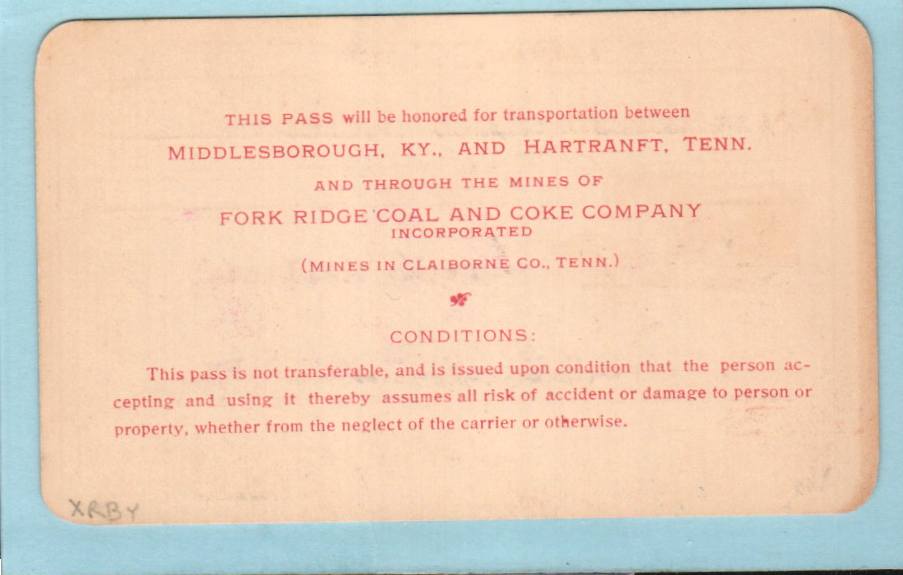 THIS PASS will be honored for transportation between
MIDDLESBOROUGH, KY., AND HARTRANFT, TENN.
AND THROUGH THE MINES OF
FORK RIDGE COAL AND COKE COMPANY
INCORPORATED
(MINES IN CLAIBORNE CO., TENN.)
CONDITIONS:
This pass is not transferable, and is issued upon condition that the person ac-
cepting and using it thereby assumes all risk of accident or damage to person or
property, whether from the neglect of the carrier or otherwise.
XRBY